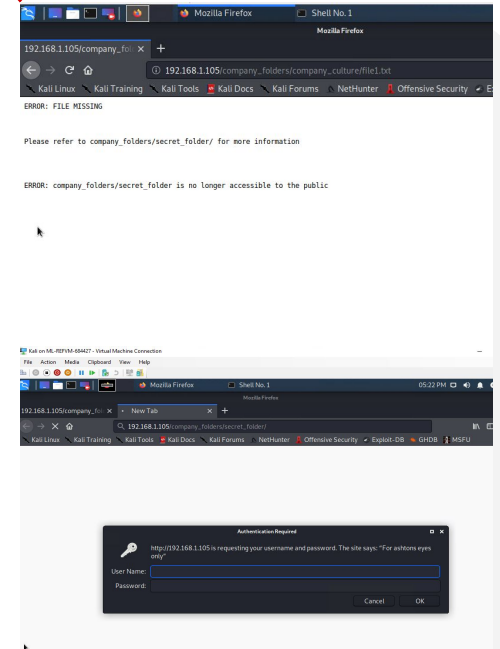 Mozilla Firefox
Shell No. 1
Mozilla Firefox
192.168.1.105/company_fol
192.168.1.105/company_folders/company_culture/file1.txt
Kali Linux Kali Training Kali Tools Kali Docs Kali Forums NetHunter Offensive Security
ERROR: FILE MISSING
Please refer to company_folders/secret_folder/ for more information
ERROR: company_folders/secret_folder is no longer accessible to the public
Kali on ML-REFVM-684427 - Virtual Machine Connection
File Action Media Clipboard View Help
Mozilla Firefox
Shell No. 1
05:22 PM
Mozilla Firefox
192.168.1.105/company_fol
New Tab
192.168.1.105/company_folders/secret_folder/
Kali Linux Kali Training Kali Tools Kali Docs Kali Forums NetHunter Offensive Security Exploit-DB GHDB MSFU
Authentication Required
http://192.168.1.105 is requesting your username and password. The site says: "For ashtons eyes
only"
User Name:
Password:
Cancel OK